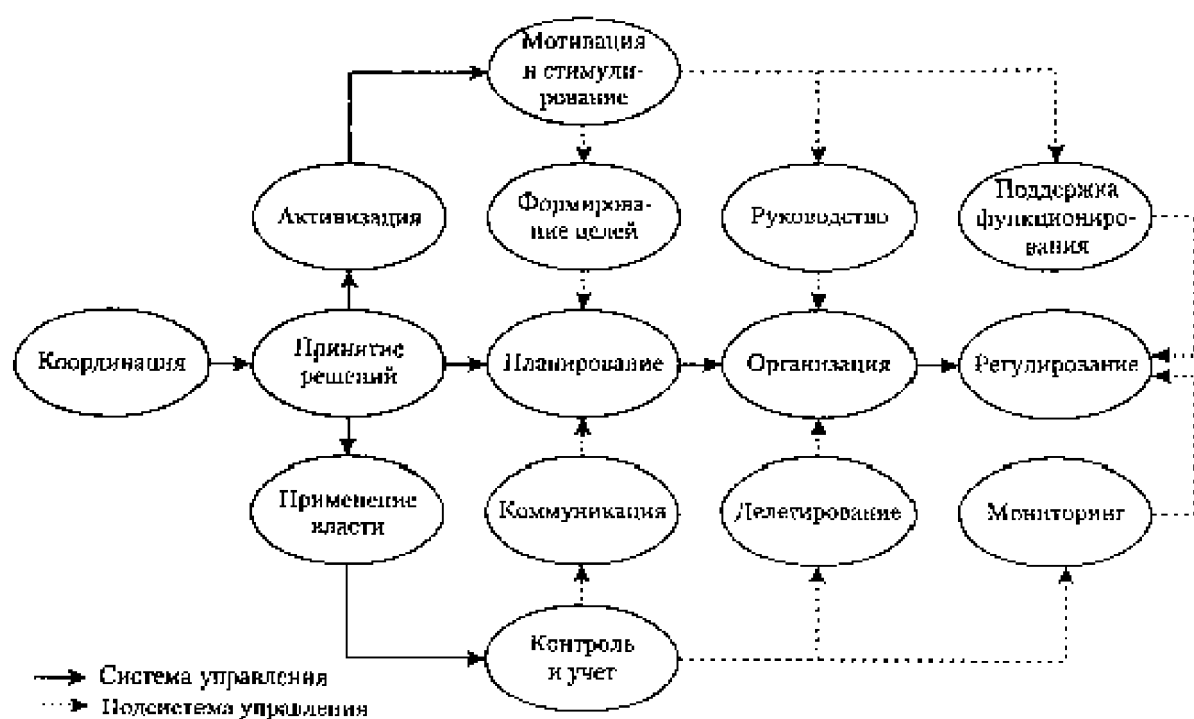 Мотивация
и стимули-
рование
Активизация
Формирова-
ние целей
Руководство
Поддержка
функциониро-
вания
Координация
Принятие
решений
Планирование
Организация
Регулирование
Применение
власти
Коммуникация
Делегирование
Мониторинг
Контроль
и учет
Система управления
Подсистема управления